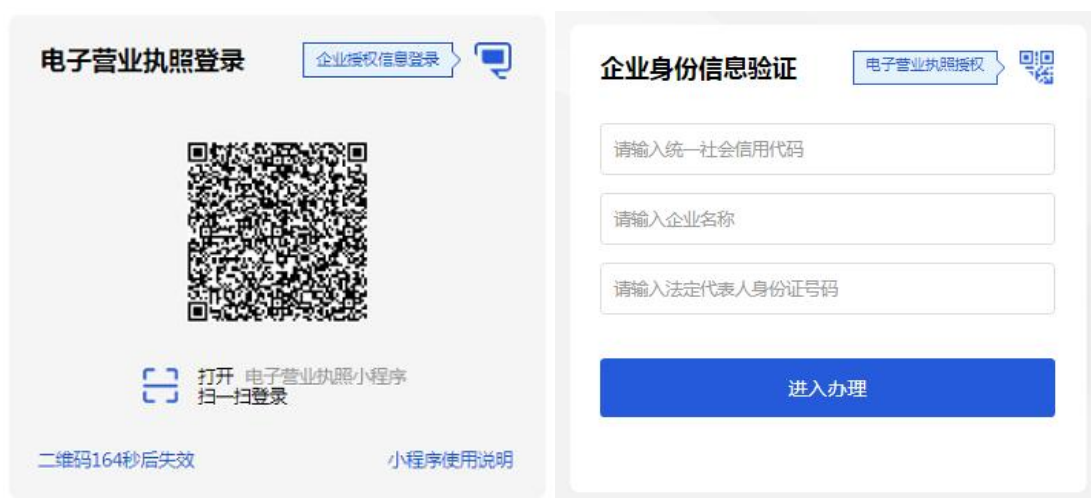 电子营业执照登录
企业授权信息登录
打开 电子营业执照小程序
扫一扫登录
二维码164秒后失效
小程序使用说明
企业身份信息验证
电子营业执照授权
请输入统一社会信用代码
请输入企业名称
请输入法定代表人身份证号码
进入办理